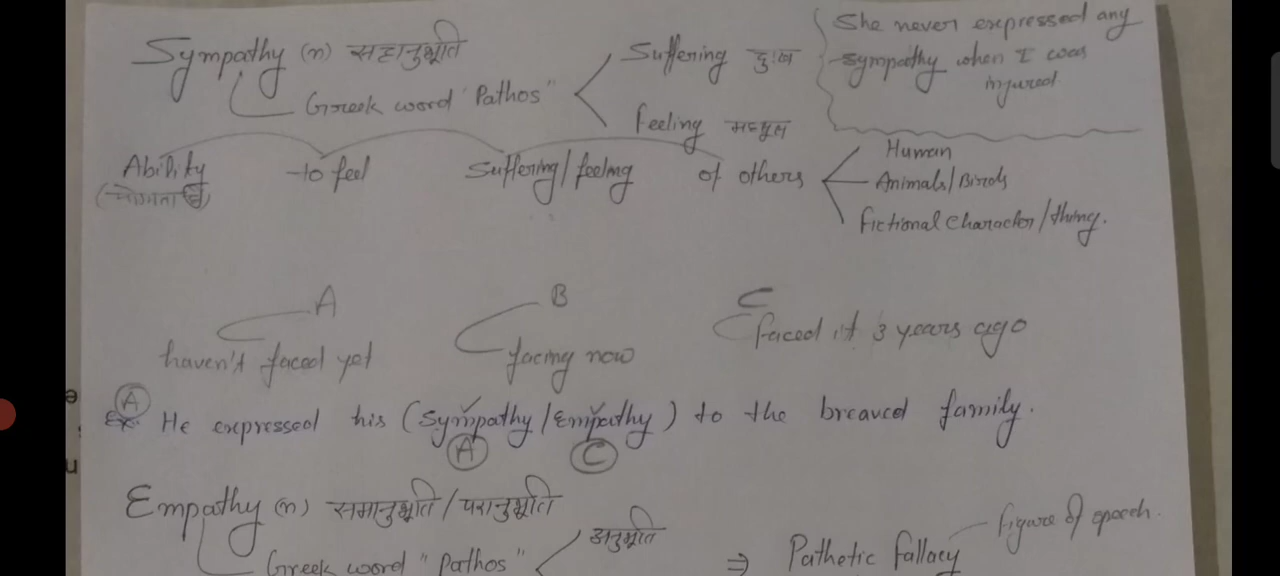 Sympathy (n) सहानुभूति
Greek word "Pathos"
Suffering दुःख
Feeling महसूस
She never expressed any
sympathy when I was
injured
Ability to feel Suffering/feeling of others
(योग्यता)
Human
Animals/Birds
Fictional Character/thing.
A B C
haven't faced yet facing now faced it 3 years ago
A
Ex. He expressed his (Sympathy/Empathy) to the breaved family.
A C
Empathy (n) समानुभूति/परानुभूति
Greek word "Pathos"
अनुभूति
⇒ Pathetic Fallacy
figure of speech.
e
n